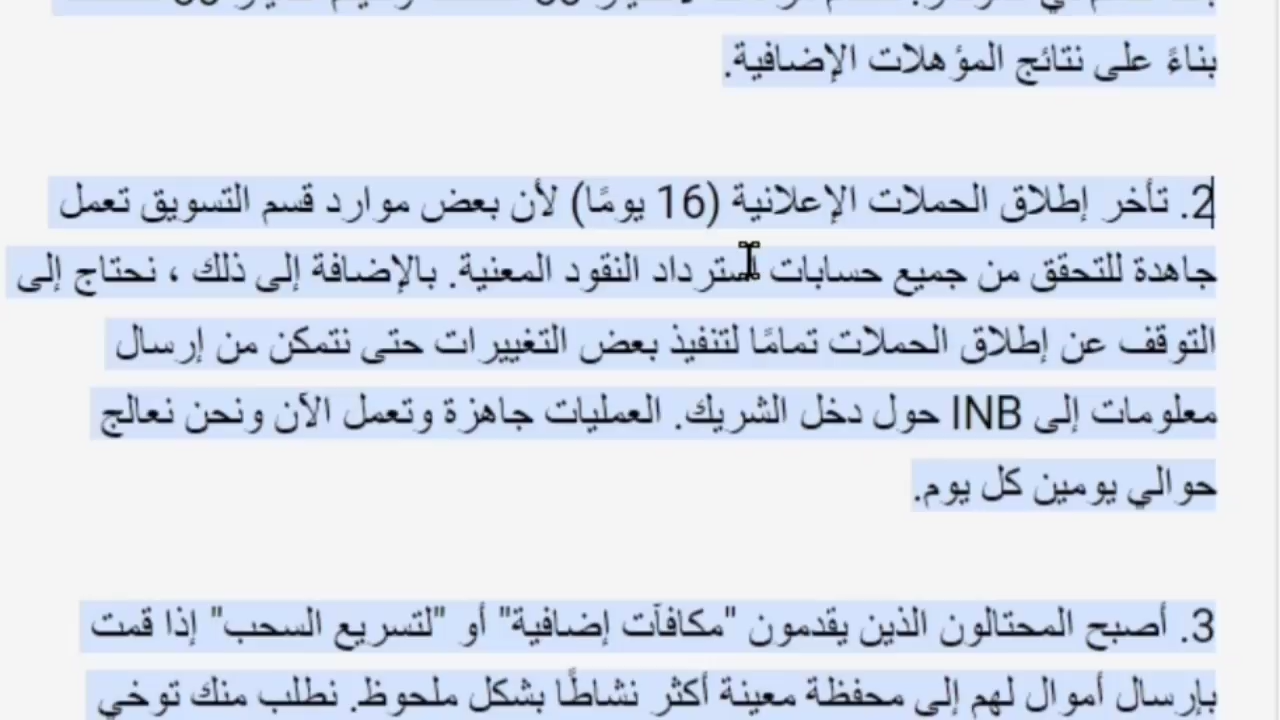 بناءً على نتائج المؤهلات الإضافية.
2. تأخر إطلاق الحملات الإعلانية (16 يومًا) لأن بعض موارد قسم التسويق تعمل
جاهدة للتحقق من جميع حسابات استرداد النقود المعنية. بالإضافة إلى ذلك ، نحتاج إلى
التوقف عن إطلاق الحملات تمامًا لتنفيذ بعض التغييرات حتى نتمكن من إرسال
معلومات إلى INB حول دخل الشريك. العمليات جاهزة وتعمل الآن ونحن نعالج
حوالي يومين كل يوم.
3. أصبح المحتالون الذين يقدمون "مكافآت إضافية" أو "لتسريع السحب" إذا قمت
بإرسال أموال لهم إلى محفظة معينة أكثر نشاطًا بشكل ملحوظ. نطلب منك توخي